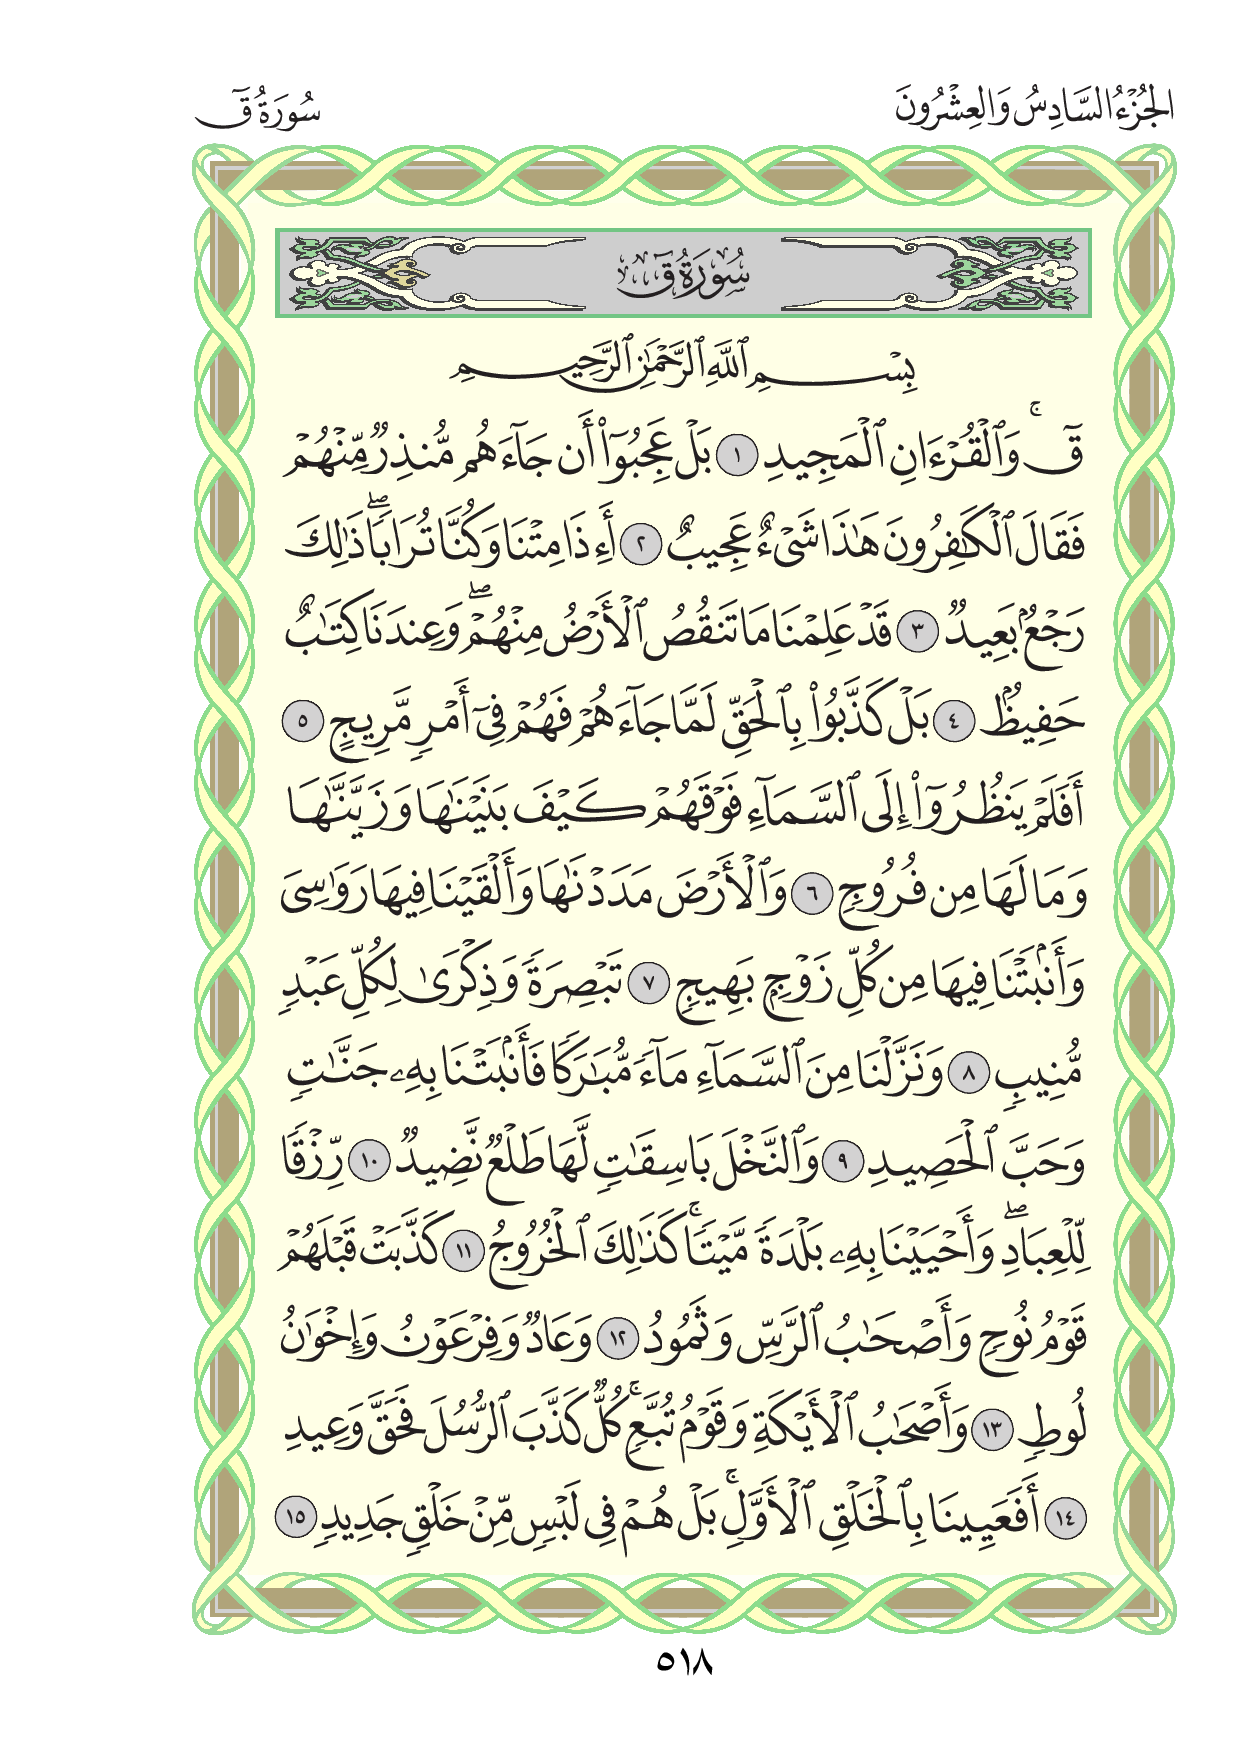 الجُزْءُ السَّادِسُ وَالعِشْرُونَ
سُورَةُ قٓ
سُورَةُ قٓ
بِسْمِ ٱللَّهِ ٱلرَّحْمَٰنِ ٱلرَّحِيمِ
قٓۚ وَٱلْقُرْءَانِ ٱلْمَجِيدِ ١ بَلْ عَجِبُوٓا۟ أَن جَآءَهُم مُّنذِرٌ مِّنْهُمْ
فَقَالَ ٱلْكَٰفِرُونَ هَٰذَا شَىْءٌ عَجِيبٌ ٢ أَءِذَا مِتْنَا وَكُنَّا تُرَابًاۖ ذَٰلِكَ
رَجْعٌۢ بَعِيدٌ ٣ قَدْ عَلِمْنَا مَا تَنقُصُ ٱلْأَرْضُ مِنْهُمْۖ وَعِندَنَا كِتَٰبٌ
حَفِيظٌۢ ٤ بَلْ كَذَّبُوا۟ بِٱلْحَقِّ لَمَّا جَآءَهُمْ فَهُمْ فِىٓ أَمْرٍ مَّرِيجٍ ٥
أَفَلَمْ يَنظُرُوٓا۟ إِلَى ٱلسَّمَآءِ فَوْقَهُمْ كَيْفَ بَنَيْنَٰهَا وَزَيَّنَّٰهَا
وَمَا لَهَا مِن فُرُوجٍ ٦ وَٱلْأَرْضَ مَدَدْنَٰهَا وَأَلْقَيْنَا فِيهَا رَوَٰسِىَ
وَأَنۢبَتْنَا فِيهَا مِن كُلِّ زَوْجٍۭ بَهِيجٍ ٧ تَبْصِرَةً وَذِكْرَىٰ لِكُلِّ عَبْدٍ
مُّنِيبٍ ٨ وَنَزَّلْنَا مِنَ ٱلسَّمَآءِ مَآءً مُّبَٰرَكًا فَأَنۢبَتْنَا بِهِۦ جَنَّٰتٍ
وَحَبَّ ٱلْحَصِيدِ ٩ وَٱلنَّخْلَ بَاسِقَٰتٍ لَّهَا طَلْعٌ نَّضِيدٌ ١٠ رِّزْقًا
لِّلْعِبَادِۖ وَأَحْيَيْنَا بِهِۦ بَلْدَةً مَّيْتًاۚ كَذَٰلِكَ ٱلْخُرُوجُ ١١ كَذَّبَتْ قَبْلَهُمْ
قَوْمُ نُوحٍ وَأَصْحَٰبُ ٱلرَّسِّ وَثَمُودُ ١٢ وَعَادٌ وَفِرْعَوْنُ وَإِخْوَٰنُ
لُوطٍ ١٣ وَأَصْحَٰبُ ٱلْأَيْكَةِ وَقَوْمُ تُبَّعٍۚ كُلٌّ كَذَّبَ ٱلرُّسُلَ فَحَقَّ وَعِيدِ
١٤ أَفَعَيِينَا بِٱلْخَلْقِ ٱلْأَوَّلِۚ بَلْ هُمْ فِى لَبْسٍ مِّنْ خَلْقٍ جَدِيدٍ ١٥
٥١٨